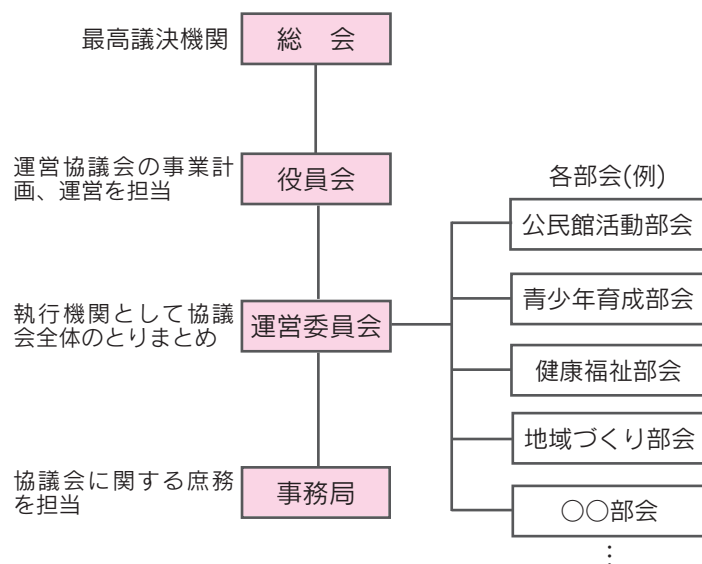 最高議決機関
総　会
運営協議会の事業計
画、運営を担当
役員会
執行機関として協議
会全体のとりまとめ
運営委員会
協議会に関する庶務
を担当
事務局
各部会(例)
公民館活動部会
青少年育成部会
健康福祉部会
地域づくり部会
○○部会
⋮